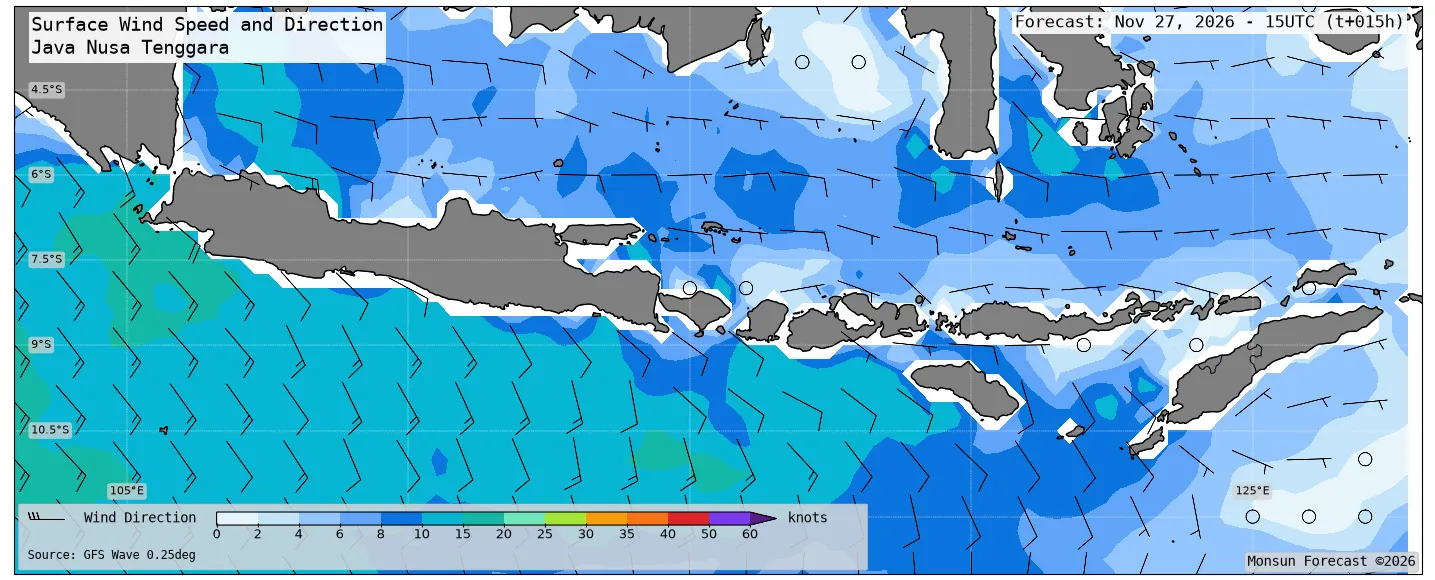 Surface Wind Speed and Direction
Java Nusa Tenggara
Forecast: Nov 27, 2026 - 15UTC (t+015h)
4.5°S
6°S
7.5°S
9°S
10.5°S
105°E
125°E
Wind Direction
0 2 4 6 8 10 15 20 25 30 35 40 50 60
knots
Source: GFS Wave 0.25deg
Monsun Forecast ©2026